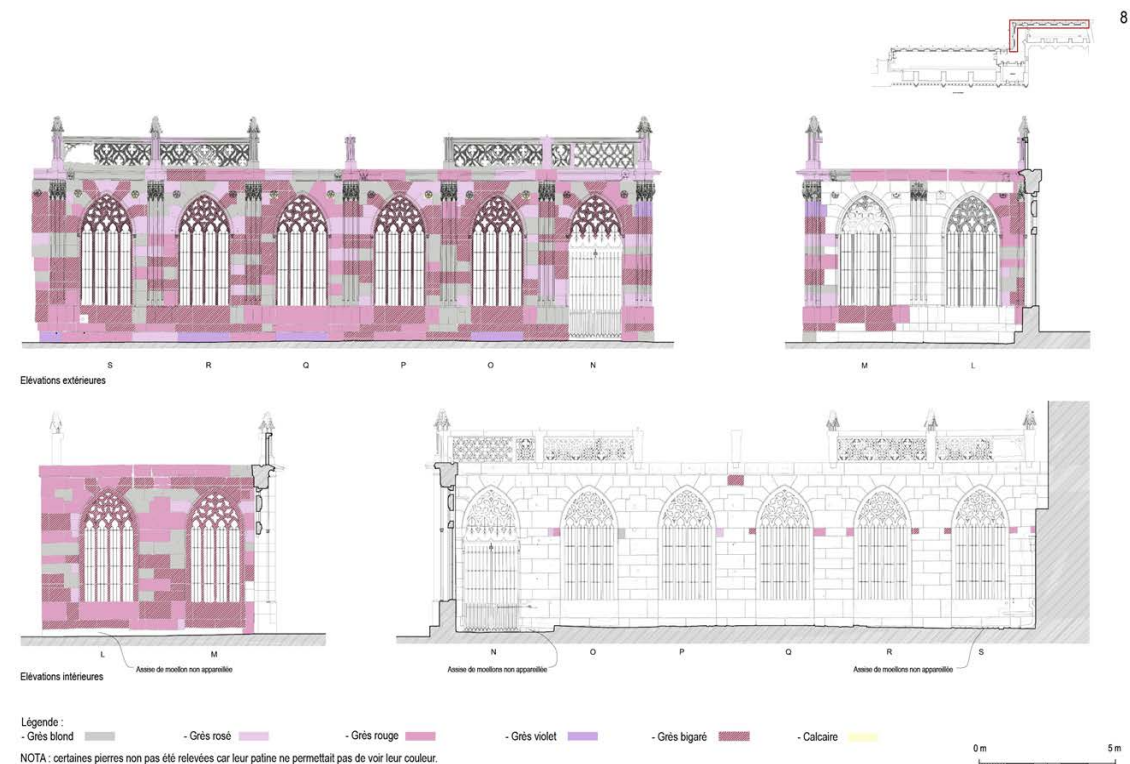 8
S R Q P O N
M L
Elévations extérieures
L M
N O P Q R S
Assise de moellon non appareillée
Assise de moellons non appareillée
Assise de moellons non appareillée
Elévations intérieures
Légende :
- Grès blond - Grès rosé - Grès rouge - Grès violet - Grès bigaré - Calcaire
NOTA : certaines pierres non pas été relevées car leur patine ne permettait pas de voir leur couleur.
0 m 5 m